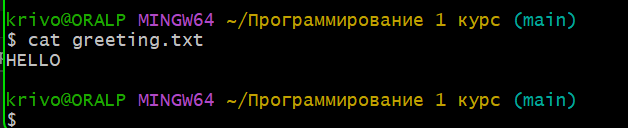 krivo@ORALP MINGW64 ~/Программирование 1 курс (main)
$ cat greeting.txt
HELLO
krivo@ORALP MINGW64 ~/Программирование 1 курс (main)
$